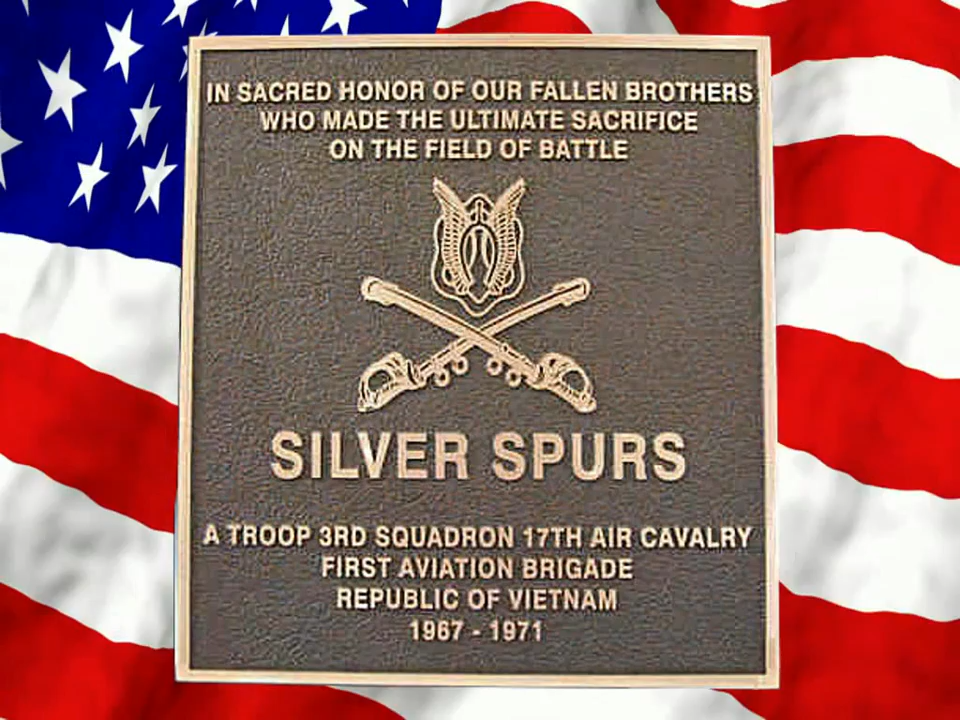 IN SACRED HONOR OF OUR FALLEN BROTHERS
WHO MADE THE ULTIMATE SACRIFICE
ON THE FIELD OF BATTLE
SILVER SPURS
A TROOP 3RD SQUADRON 17TH AIR CAVALRY
FIRST AVIATION BRIGADE
REPUBLIC OF VIETNAM
1967 - 1971